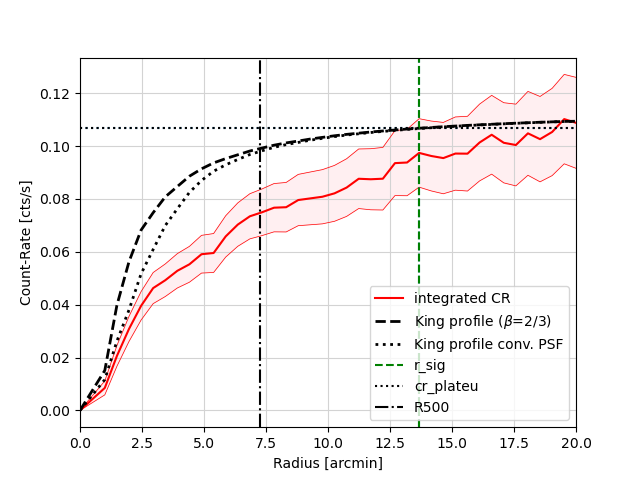 0.12
0.10
0.08
0.06
0.04
0.02
0.00
Count-Rate [cts/s]
integrated CR
King profile (β=2/3)
King profile conv. PSF
r_sig
cr_plateu
R500
0.0 2.5 5.0 7.5 10.0 12.5 15.0 17.5 20.0
Radius [arcmin]